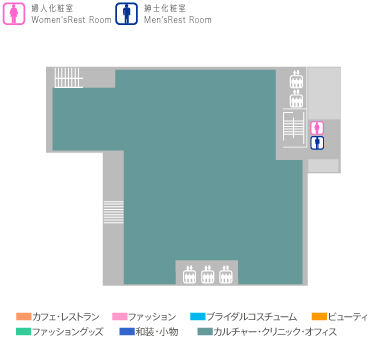 婦人化粧室
Women'sRest Room
紳士化粧室
Men'sRest Room
カフェ・レストラン
ファッション
ブライダルコスチューム
ビューティ
ファッショングッズ
和装・小物
カルチャー・クリニック・オフィス